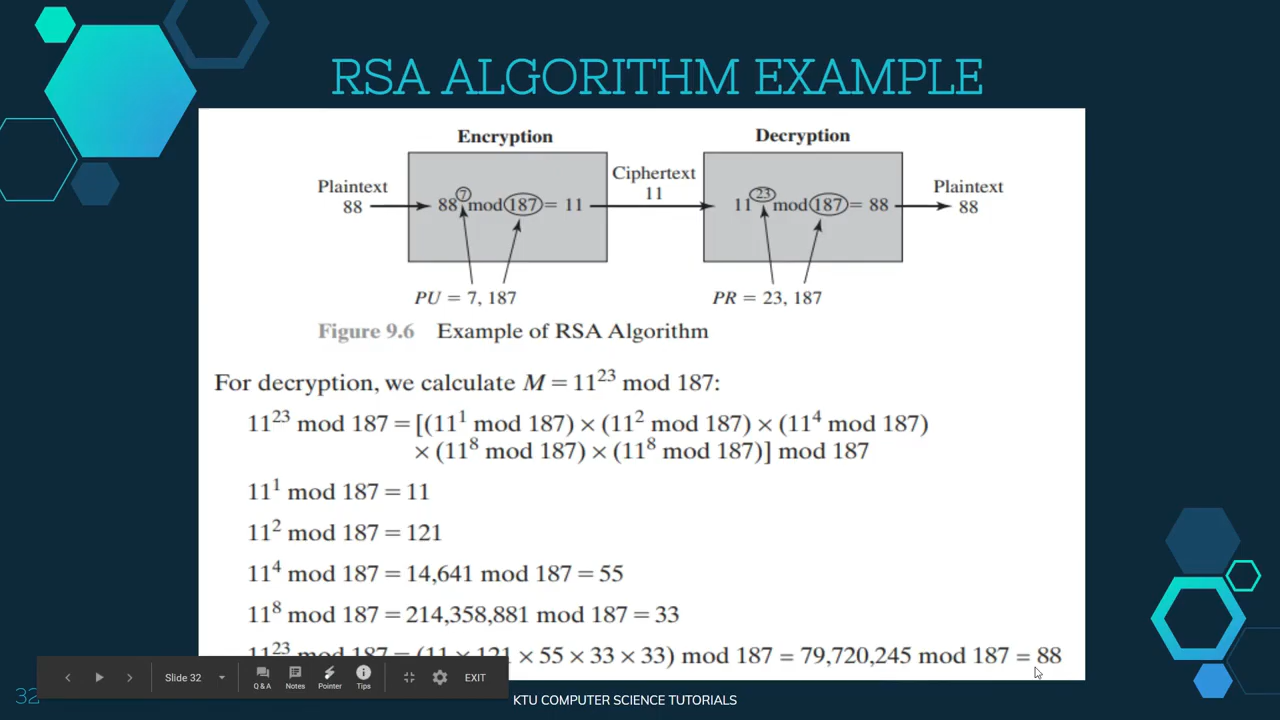 RSA ALGORITHM EXAMPLE
Encryption
Decryption
Plaintext
88
88⁷ mod 187 = 11
Ciphertext
11
11²³ mod 187 = 88
Plaintext
88
PU = 7, 187
PR = 23, 187
Figure 9.6 Example of RSA Algorithm
For decryption, we calculate M = 11²³ mod 187:
11²³ mod 187 = [(11¹ mod 187) × (11² mod 187) × (11⁴ mod 187)
× (11⁸ mod 187) × (11⁸ mod 187)] mod 187
11¹ mod 187 = 11
11² mod 187 = 121
11⁴ mod 187 = 14,641 mod 187 = 55
11⁸ mod 187 = 214,358,881 mod 187 = 33
11²³ mod 187 = (11 × 121 × 55 × 33 × 33) mod 187 = 79,720,245 mod 187 = 88
Slide 32
Q & A
Notes
Pointer
Tips
EXIT
32
KTU COMPUTER SCIENCE TUTORIALS